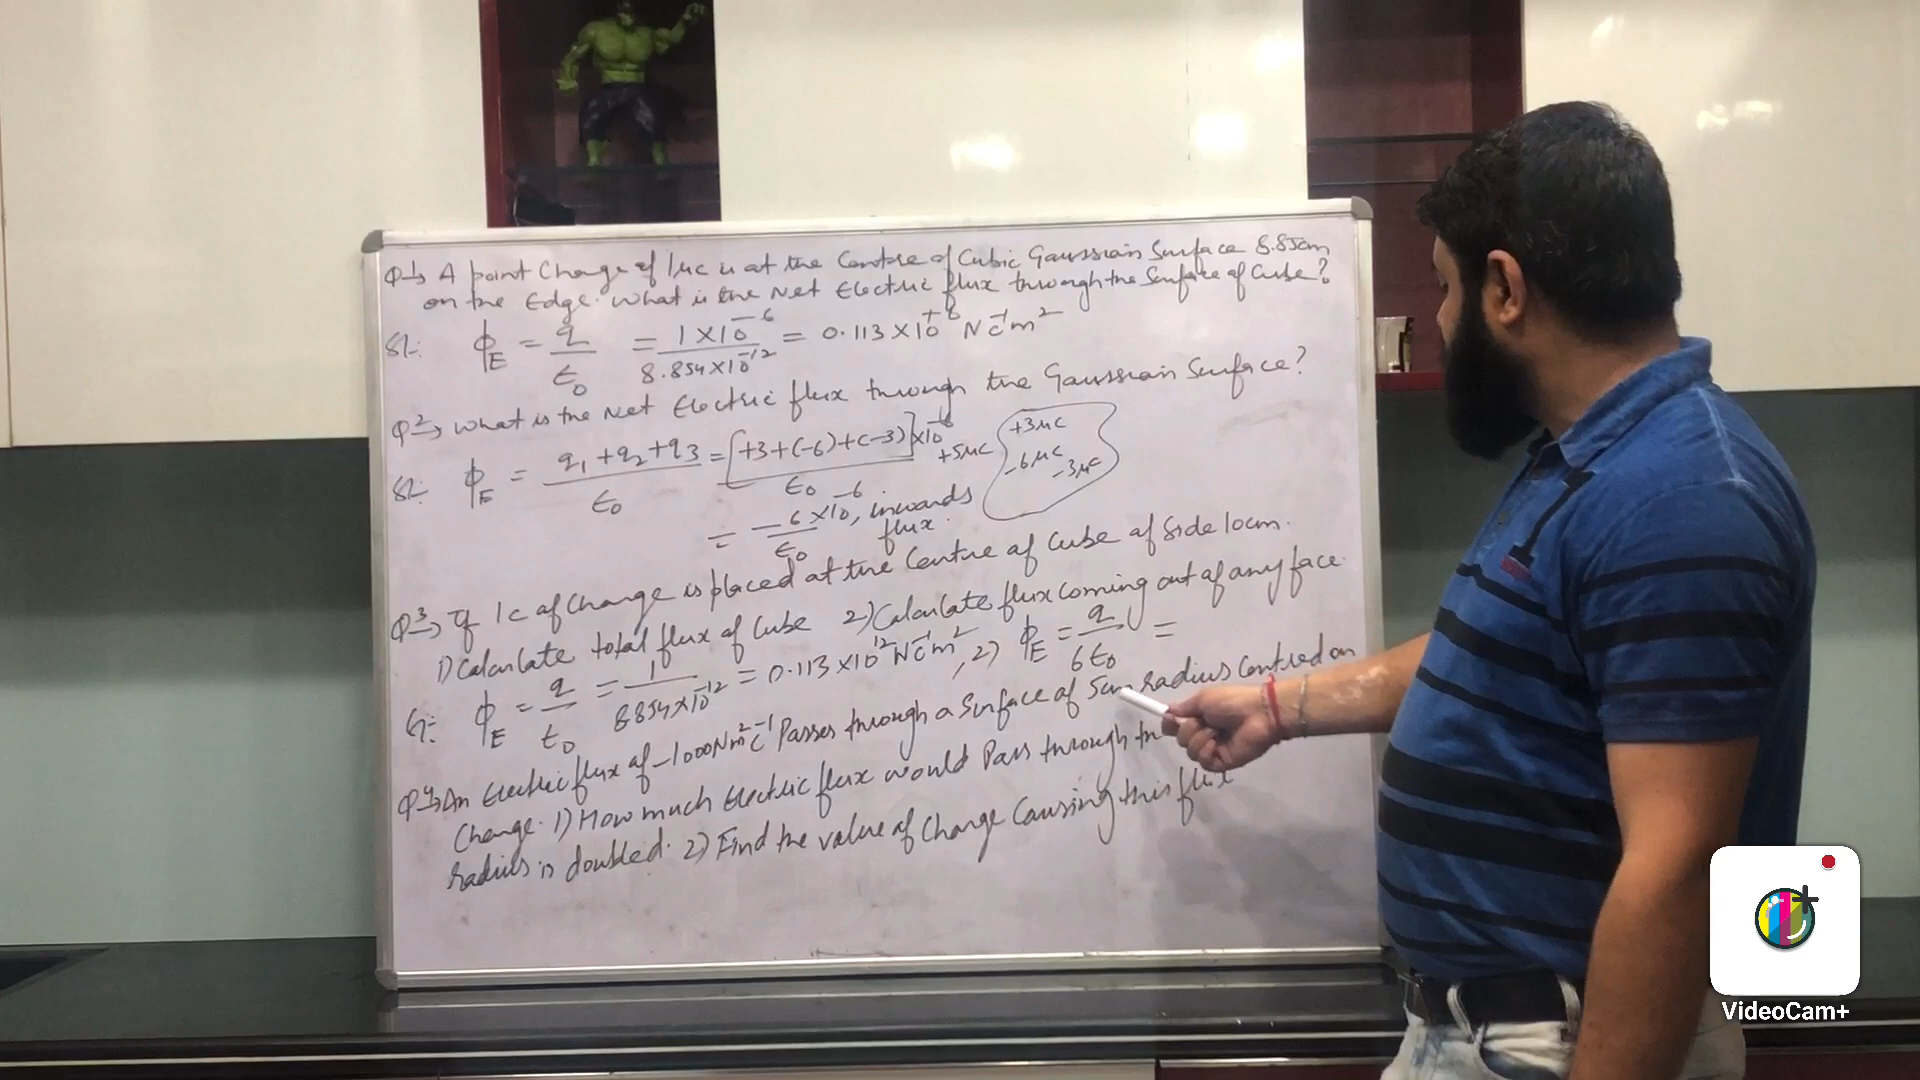 Q1→ A point Charge of 1μc is at the Centre of Cubic Gaussian Surface 8.85cm
on the Edge. What is the Net Electric flux through the Surface of Cube?
Sl:- ϕE = q/ε0 = 1×10^-6/8.854×10^-12 = 0.113×10^+6 N C^-1 m^2
Q2→ What is the Net Electric flux through the Gaussian Surface?
Sl:- ϕE = q1+q2+q3/ε0 = [+3+(-6)+(-3)]×10^-6/ε0
+5μC
+3μC
-6μC
-3μC
= -6×10^-6/ε0, inwards
flux.
Q3→ If 1C of Charge is placed at the Centre of Cube of Side 10cm.
1) Calculate total flux of Cube 2) Calculate flux coming out of any face.
ϕE = q/ε0 = 1/8.854×10^-12 = 0.113×10^12 N C^-1 m^2, 2) ϕE = q/6ε0 =
Q4→ An Electric flux of -1000Nm^2C^-1 Passes through a Surface of 5cm radius Centred on
Charge. 1) How much Electric flux would Pass through
radius is doubled. 2) Find the value of Charge Causing this flux
VideoCam+